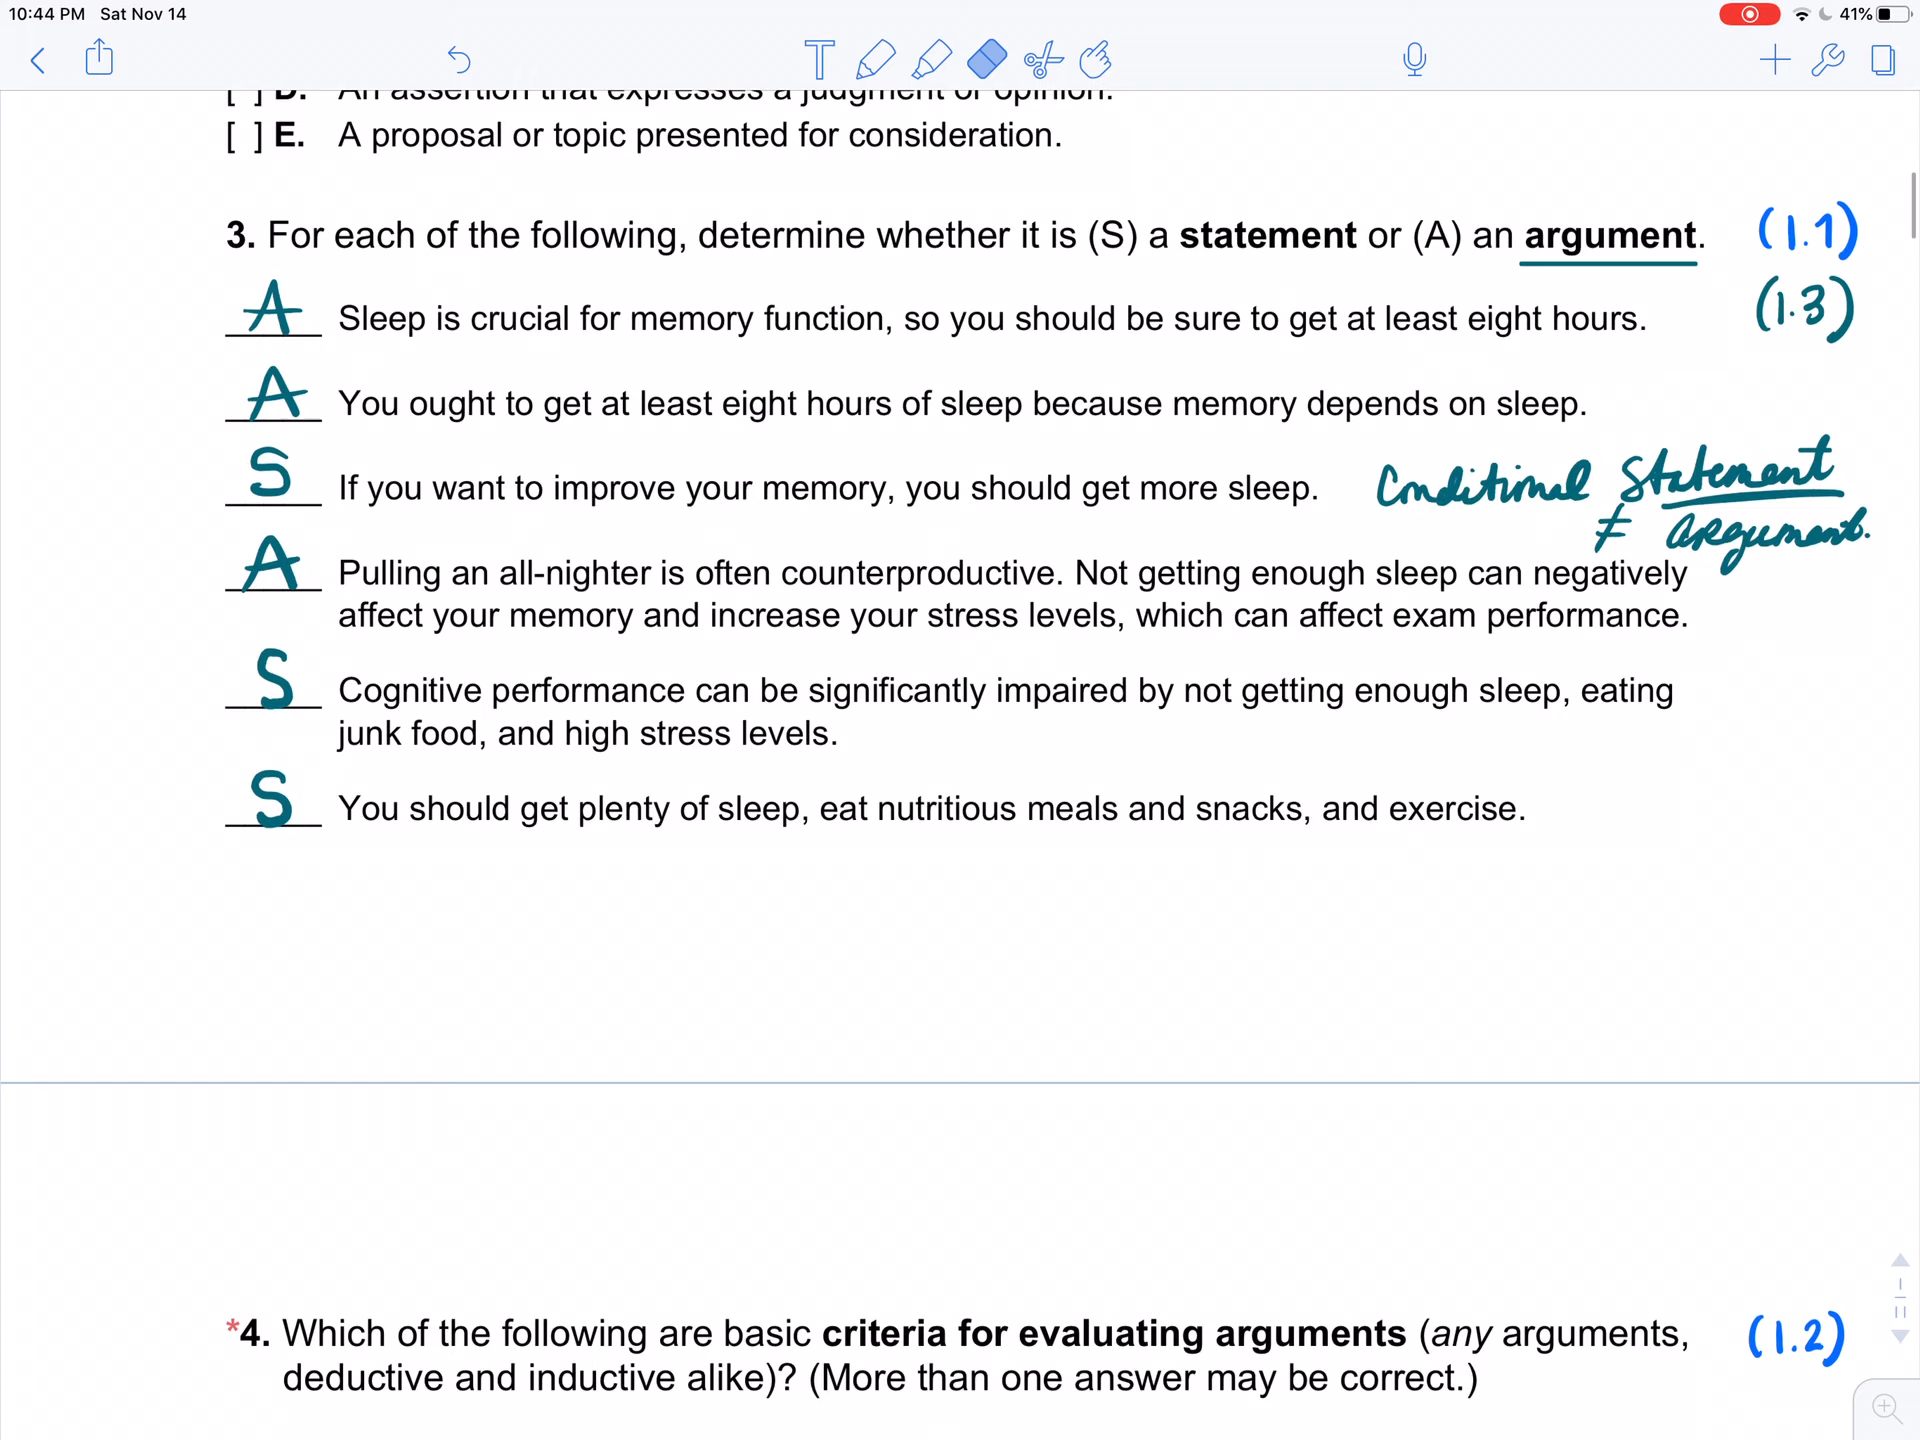 10:44 PM Sat Nov 14
41%
[ ] D. An assertion that expresses a judgment or opinion.
[ ] E. A proposal or topic presented for consideration.
3. For each of the following, determine whether it is (S) a statement or (A) an argument. (1.1)
(1.3)
A Sleep is crucial for memory function, so you should be sure to get at least eight hours.
A You ought to get at least eight hours of sleep because memory depends on sleep.
S If you want to improve your memory, you should get more sleep. Conditional Statement
≠ argument.
A Pulling an all-nighter is often counterproductive. Not getting enough sleep can negatively
affect your memory and increase your stress levels, which can affect exam performance.
S Cognitive performance can be significantly impaired by not getting enough sleep, eating
junk food, and high stress levels.
S You should get plenty of sleep, eat nutritious meals and snacks, and exercise.
*4. Which of the following are basic criteria for evaluating arguments (any arguments, (1.2)
deductive and inductive alike)? (More than one answer may be correct.)